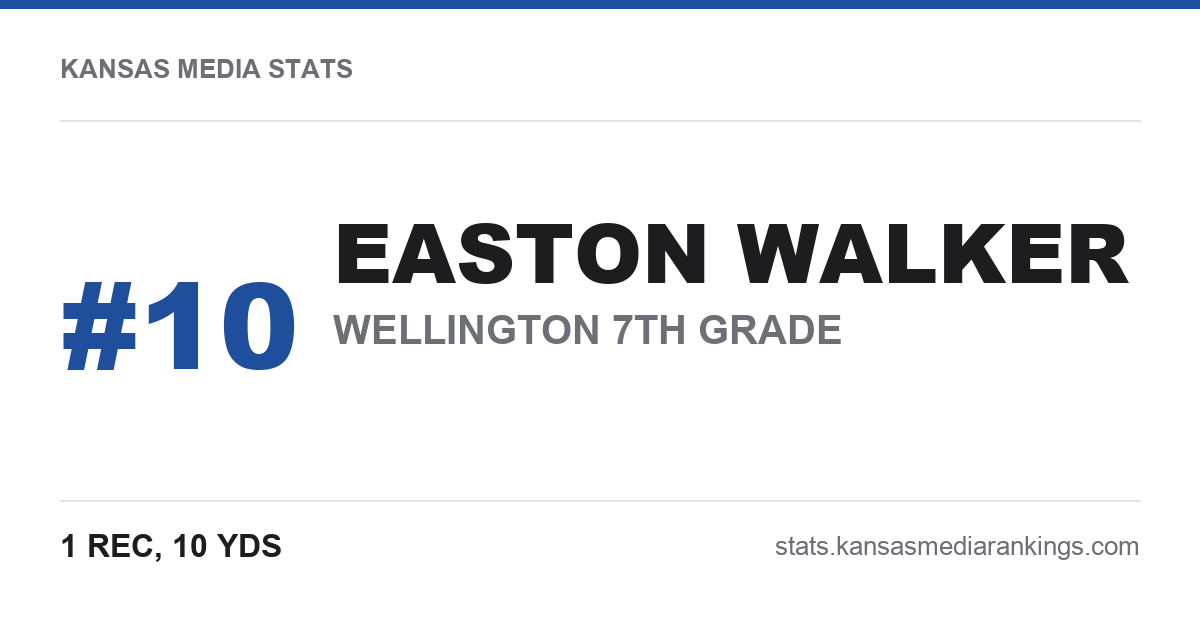 KANSAS MEDIA STATS
#10
EASTON WALKER
WELLINGTON 7TH GRADE
1 REC, 10 YDS
stats.kansasmediarankings.com